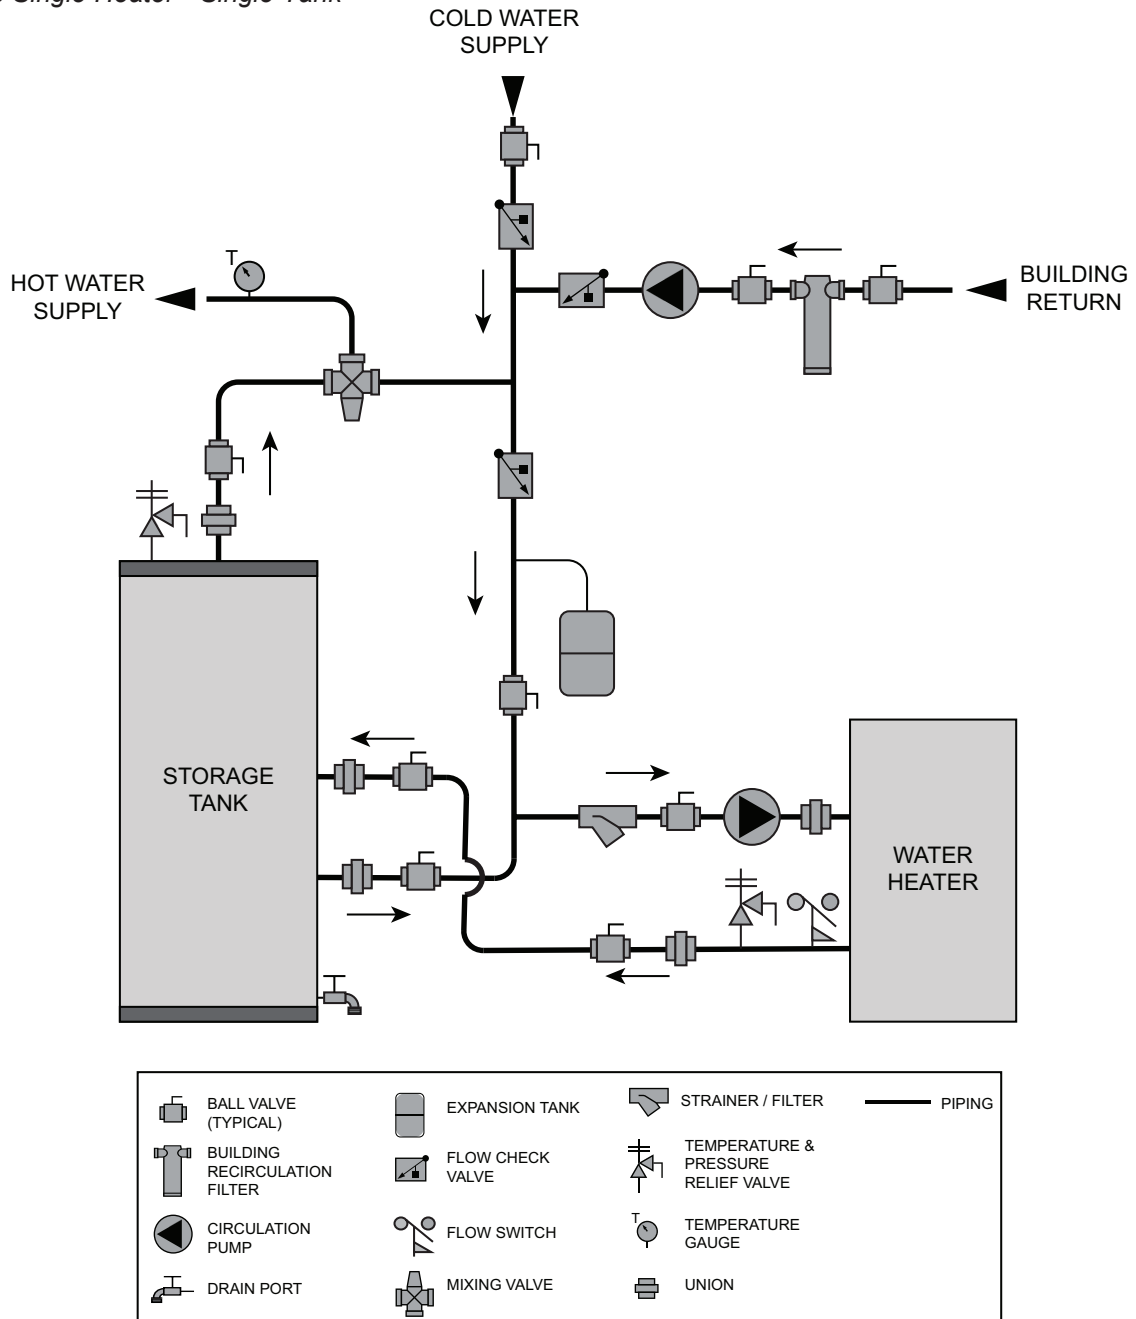 Single Heater - Single Tank
COLD WATER
SUPPLY
T
HOT WATER
SUPPLY
BUILDING
RETURN
STORAGE
TANK
WATER
HEATER
BALL VALVE
(TYPICAL)
BUILDING
RECIRCULATION
FILTER
CIRCULATION
PUMP
DRAIN PORT
EXPANSION TANK
FLOW CHECK
VALVE
FLOW SWITCH
MIXING VALVE
STRAINER / FILTER
TEMPERATURE &
PRESSURE
RELIEF VALVE
T
TEMPERATURE
GAUGE
UNION
PIPING